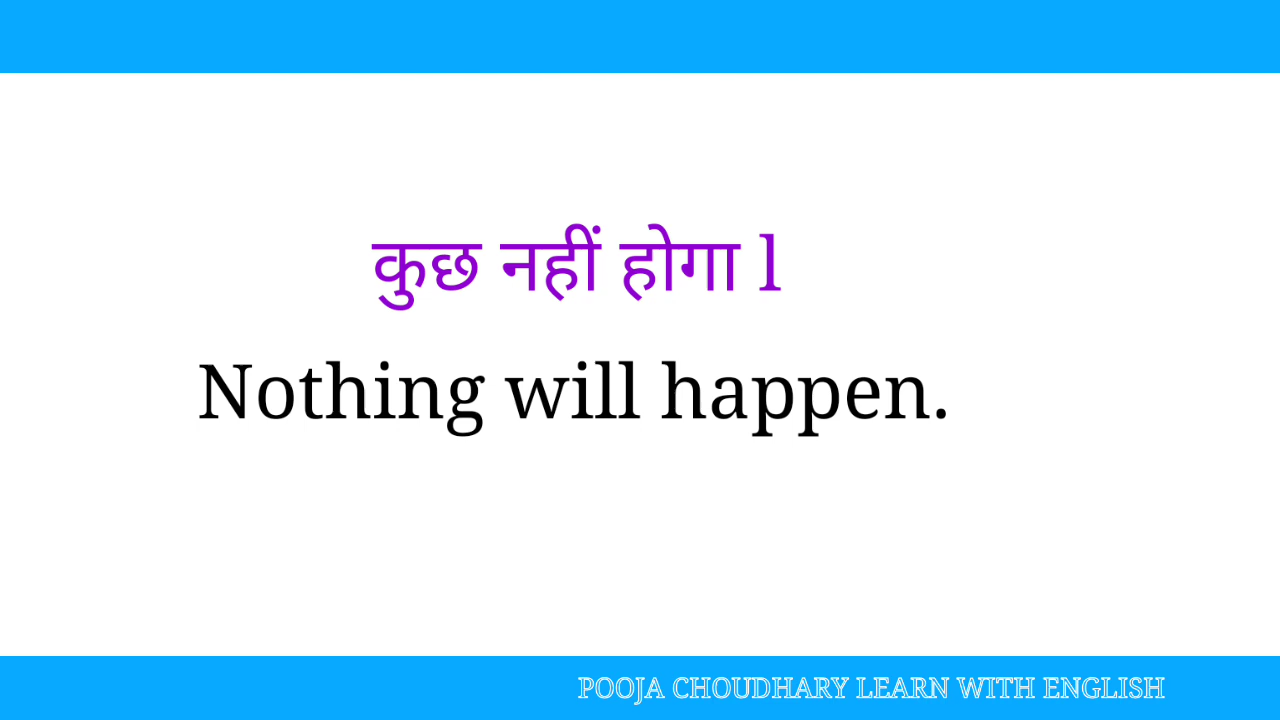 कुछ नहीं होगा l
Nothing will happen.
POOJA CHOUDHARY LEARN WITH ENGLISH